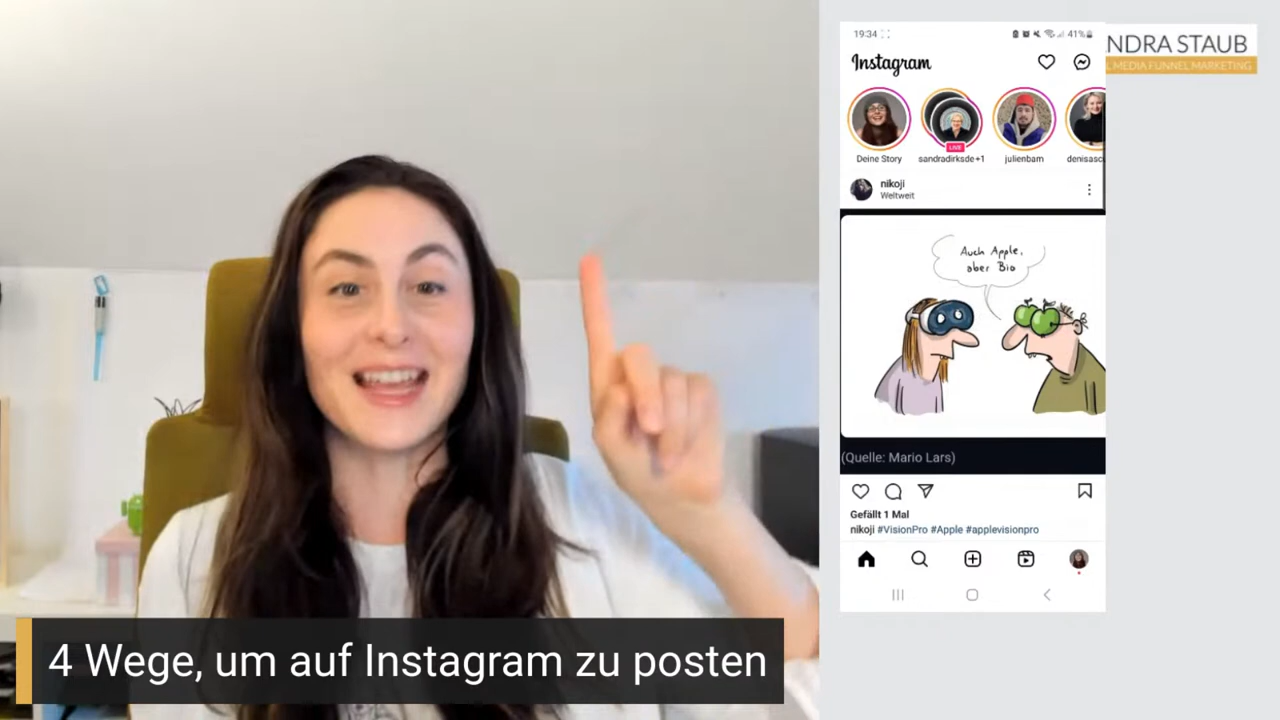 19:34
41%
NDRA STAUB
L MEDIA FUNNEL MARKETING
Instagram
LIVE
Deine Story
sandradirksde+1
julienbam
denisasc
nikoji
Weltweit
Auch Apple,
aber Bio
(Quelle: Mario Lars)
Gefällt 1 Mal
nikoji #VisionPro #Apple #applevisionpro
4 Wege, um auf Instagram zu posten